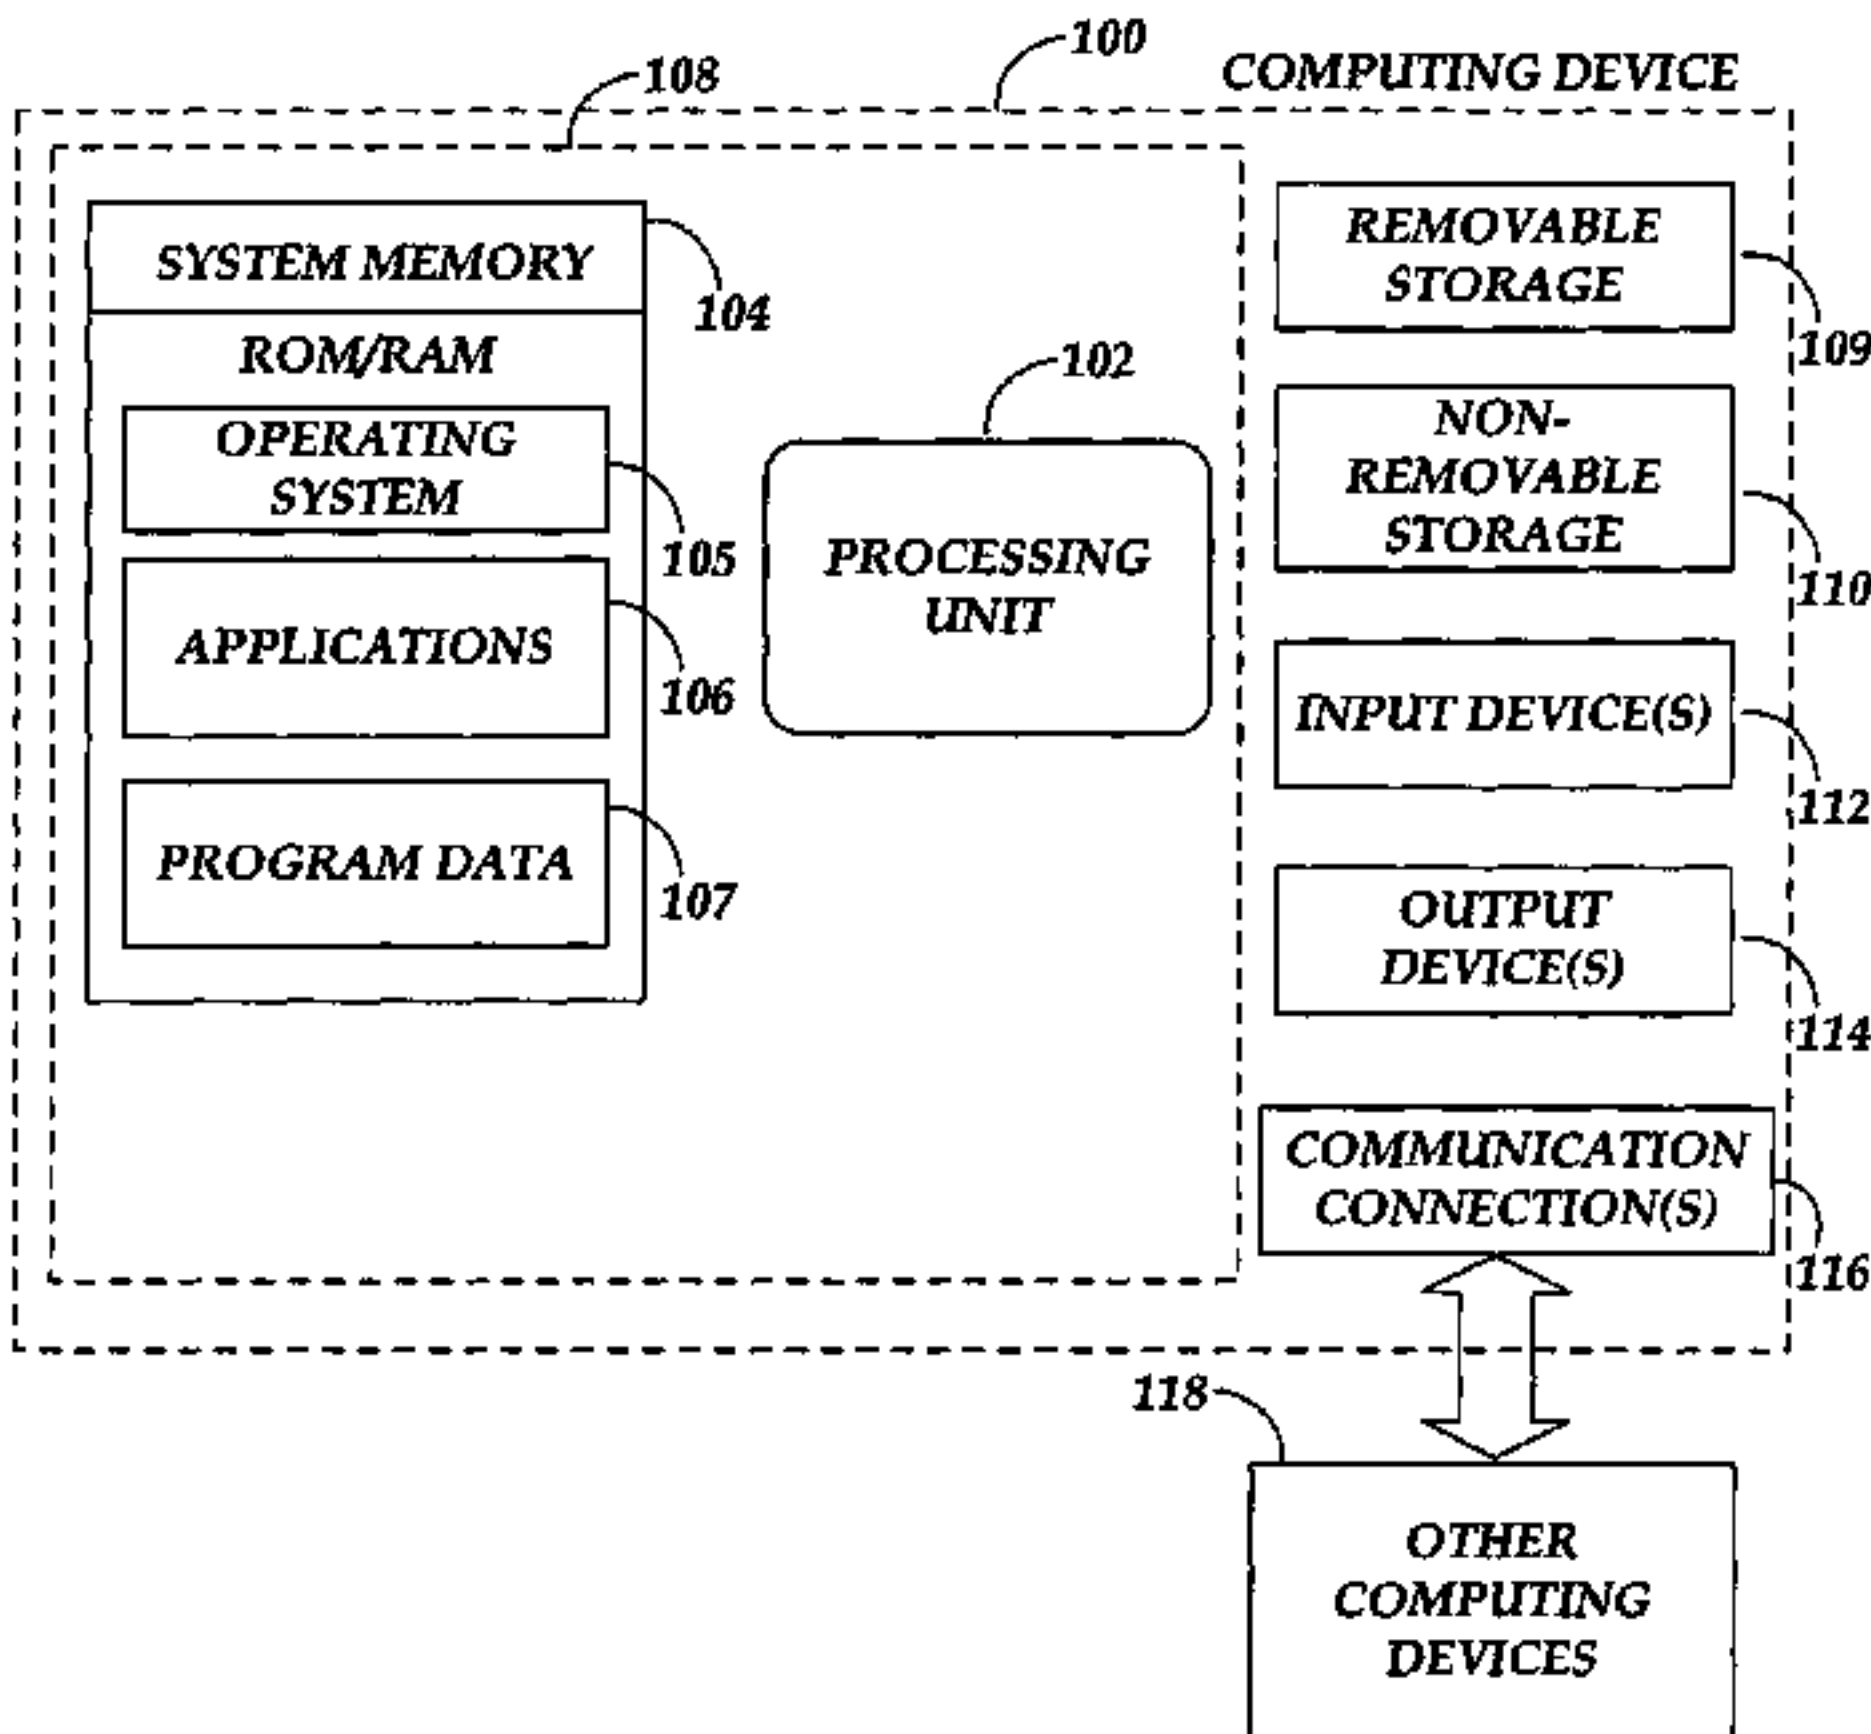 100
COMPUTING DEVICE
108
SYSTEM MEMORY
104
ROM/RAM
OPERATING
SYSTEM
105
APPLICATIONS
106
PROGRAM DATA
107
102
PROCESSING
UNIT
REMOVABLE
STORAGE
109
NON-
REMOVABLE
STORAGE
110
INPUT DEVICE(S)
112
OUTPUT
DEVICE(S)
114
COMMUNICATION
CONNECTION(S)
116
118
OTHER
COMPUTING
DEVICES